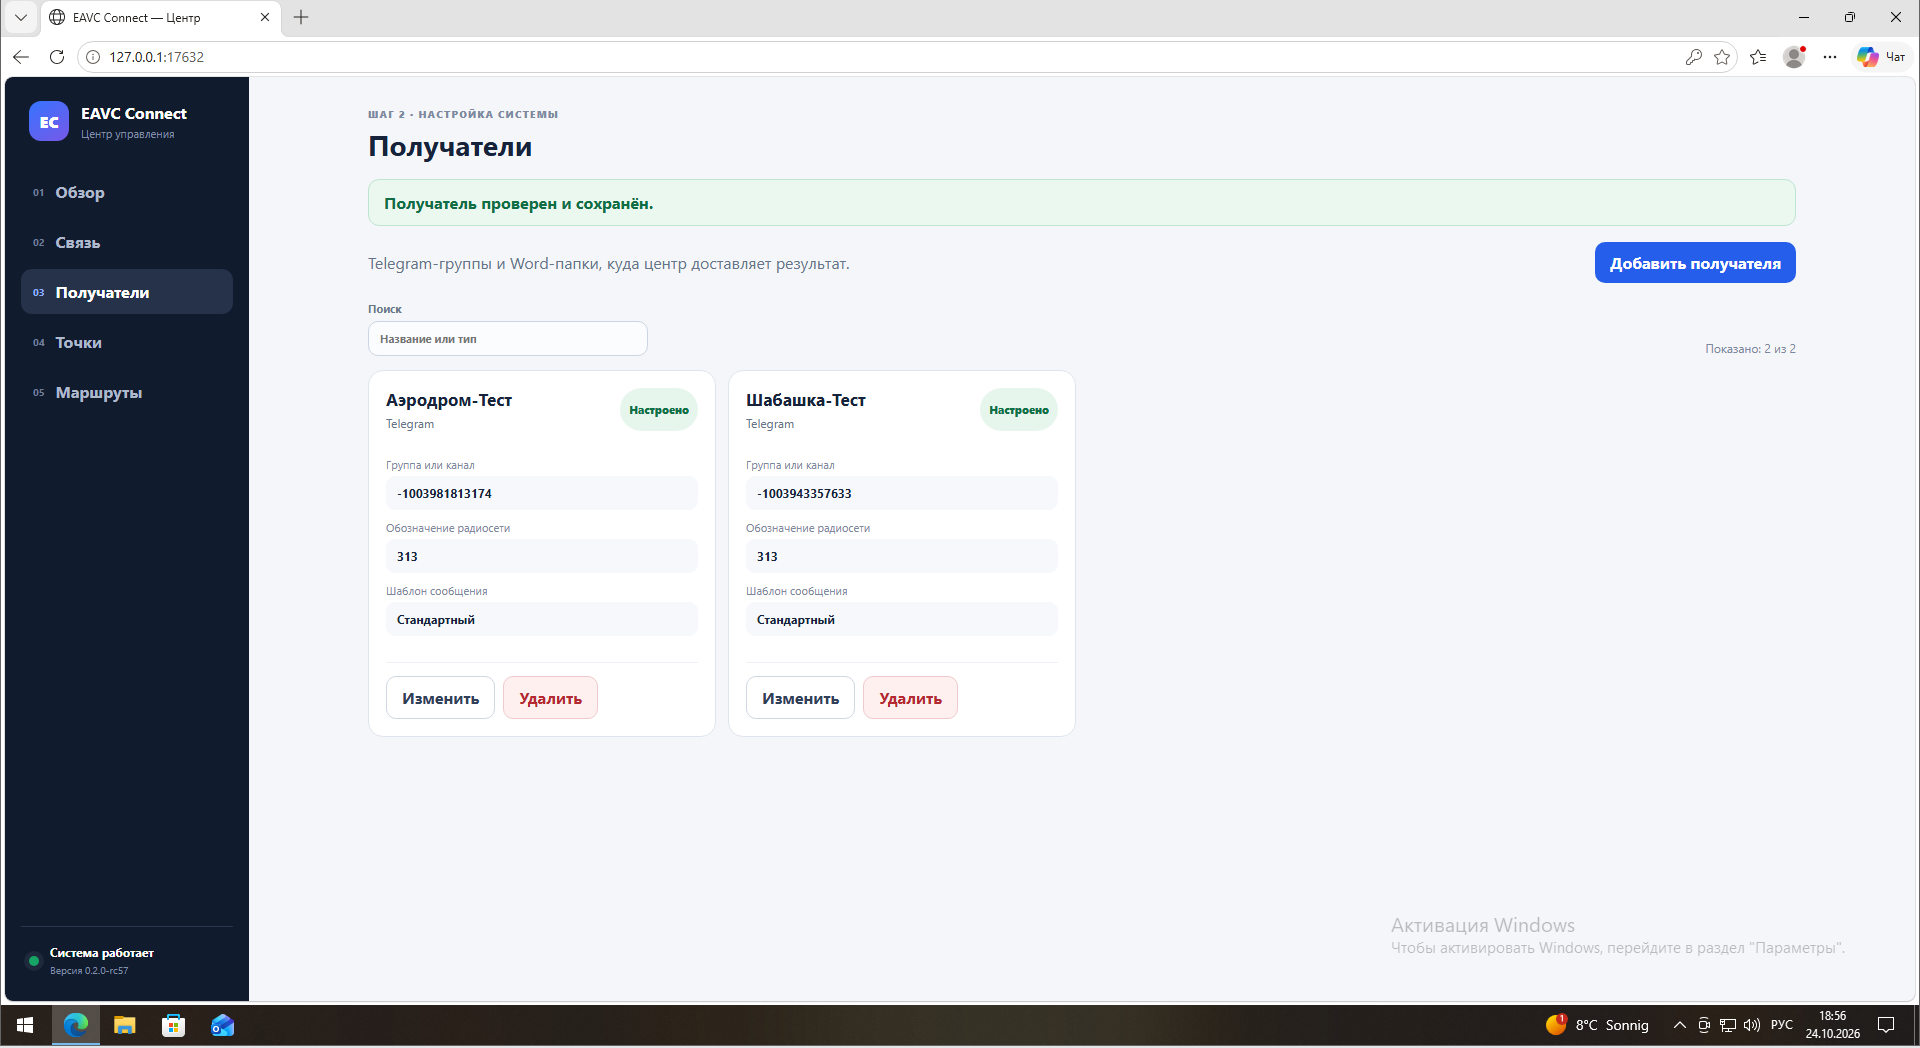 EAVC Connect — Центр
127.0.0.1:17632
Чат
EC
EAVC Connect
Центр управления
01 Обзор
02 Связь
03 Получатели
04 Точки
05 Маршруты
Система работает
Версия 0.2.0-rc57
ШАГ 2 · НАСТРОЙКА СИСТЕМЫ
Получатели
Получатель проверен и сохранён.
Telegram-группы и Word-папки, куда центр доставляет результат.
Добавить получателя
Поиск
Название или тип
Показано: 2 из 2
Аэродром-Тест
Telegram
Настроено
Группа или канал
-1003981813174
Обозначение радиосети
313
Шаблон сообщения
Стандартный
Изменить
Удалить
Шабашка-Тест
Telegram
Настроено
Группа или канал
-1003943357633
Обозначение радиосети
313
Шаблон сообщения
Стандартный
Изменить
Удалить
Активация Windows
Чтобы активировать Windows, перейдите в раздел "Параметры".
1
8°C Sonnig
РУС
18:56
24.10.2026